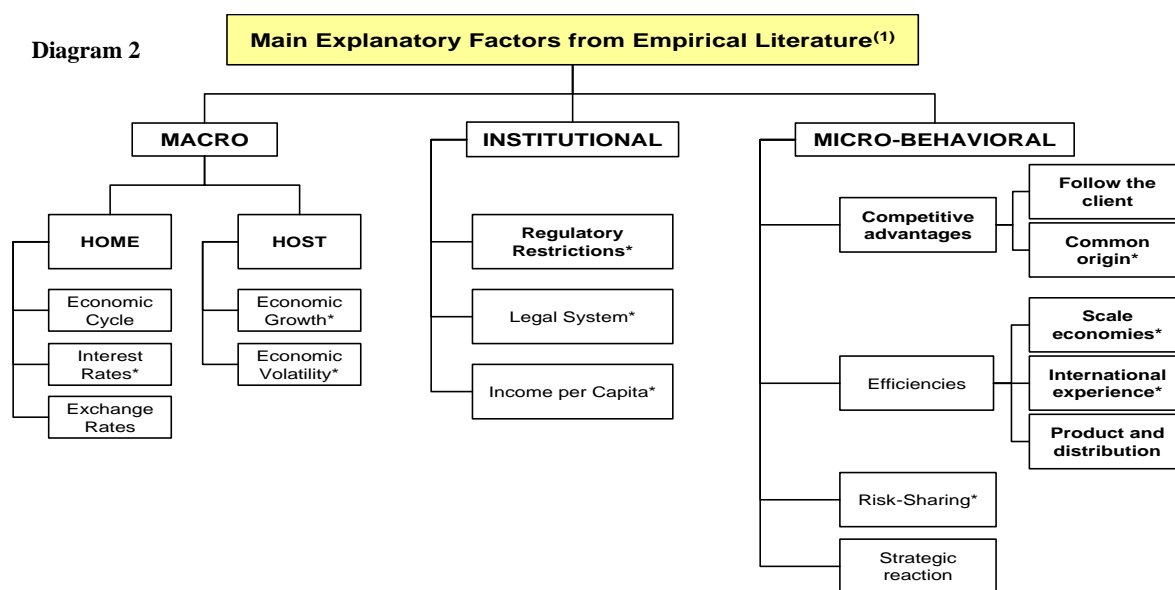 Diagram 2
Main Explanatory Factors from Empirical Literature(1)
MACRO
INSTITUTIONAL
MICRO-BEHAVIORAL
HOME
HOST
Economic
Cycle
Interest
Rates*
Exchange
Rates
Economic
Growth*
Economic
Volatility*
Regulatory
Restrictions*
Legal System*
Income per Capita*
Competitive
advantages
Follow the
client
Common
origin*
Efficiencies
Scale
economies*
International
experience*
Product and
distribution
Risk-Sharing*
Strategic
reaction